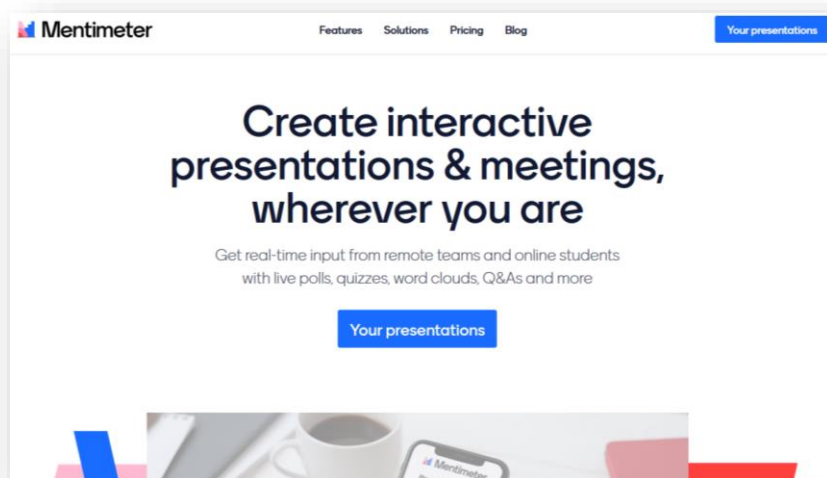 Mentimeter
Features Solutions Pricing Blog
Your presentations
Create interactive
presentations & meetings,
wherever you are
Get real-time input from remote teams and online students
with live polls, quizzes, word clouds, Q&As and more
Your presentations
Mentimeter